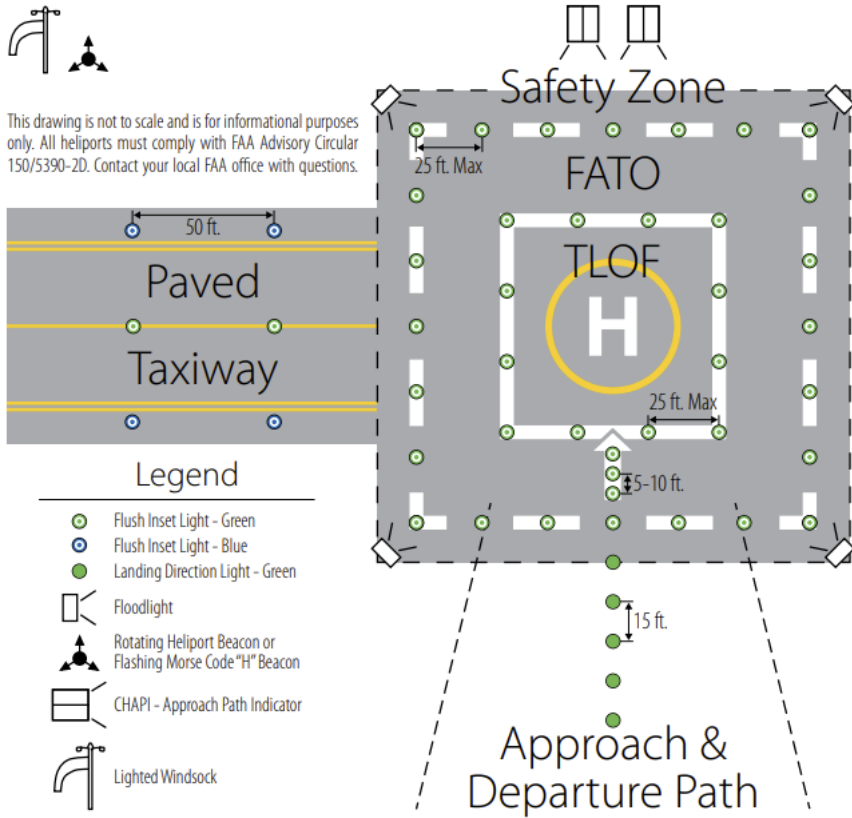 This drawing is not to scale and is for informational purposes
only. All heliports must comply with FAA Advisory Circular
150/5390-2D. Contact your local FAA office with questions.
Safety Zone
25 ft. Max
FATO
50 ft.
TLOF
Paved
H
Taxiway
25 ft. Max
5-10 ft.
15 ft.
Approach &
Departure Path
Legend
Flush Inset Light - Green
Flush Inset Light - Blue
Landing Direction Light - Green
Floodlight
Rotating Heliport Beacon or
Flashing Morse Code “H” Beacon
CHAPI - Approach Path Indicator
Lighted Windsock